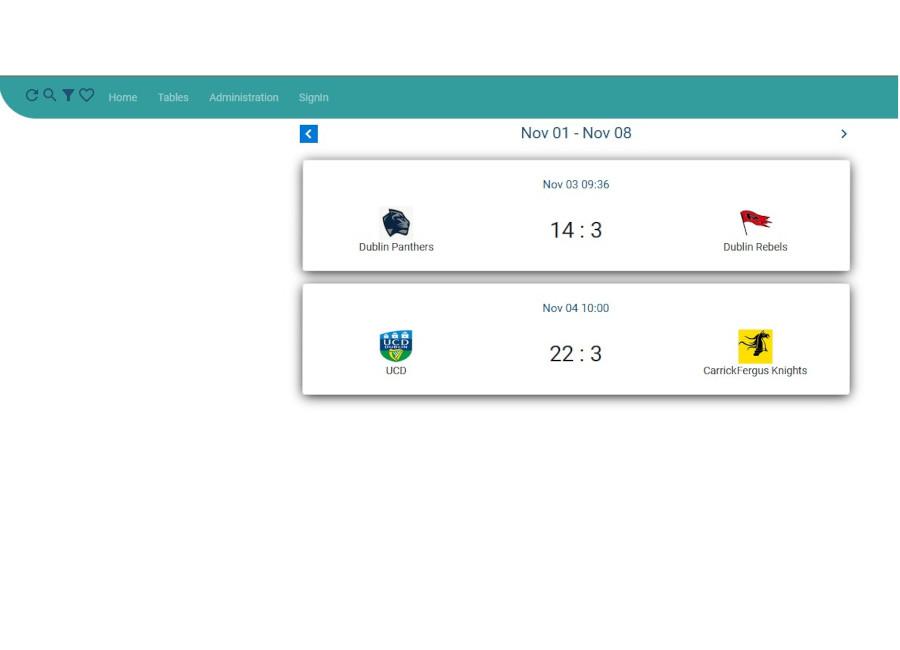 Home Tables Administration SignIn
Nov 01 - Nov 08
Nov 03 09:36
14 : 3
Dublin Panthers
Dublin Rebels
Nov 04 10:00
UCD
DUBLIN
22 : 3
UCD
CarrickFergus Knights